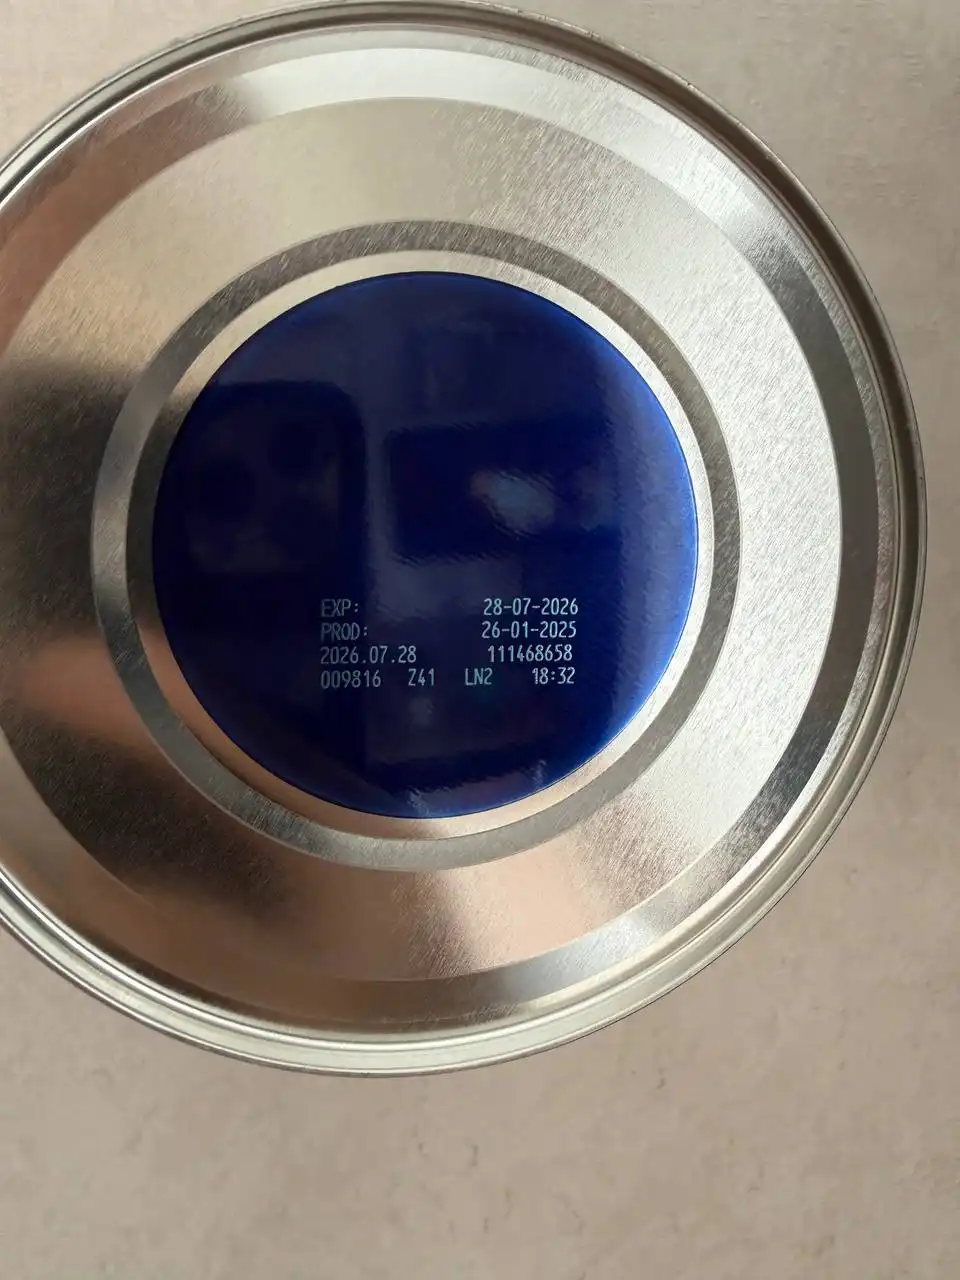 EXP: 28-07-2026
PROD: 26-01-2025
2026.07.28 111468658
009816 Z41 LN2 18:32